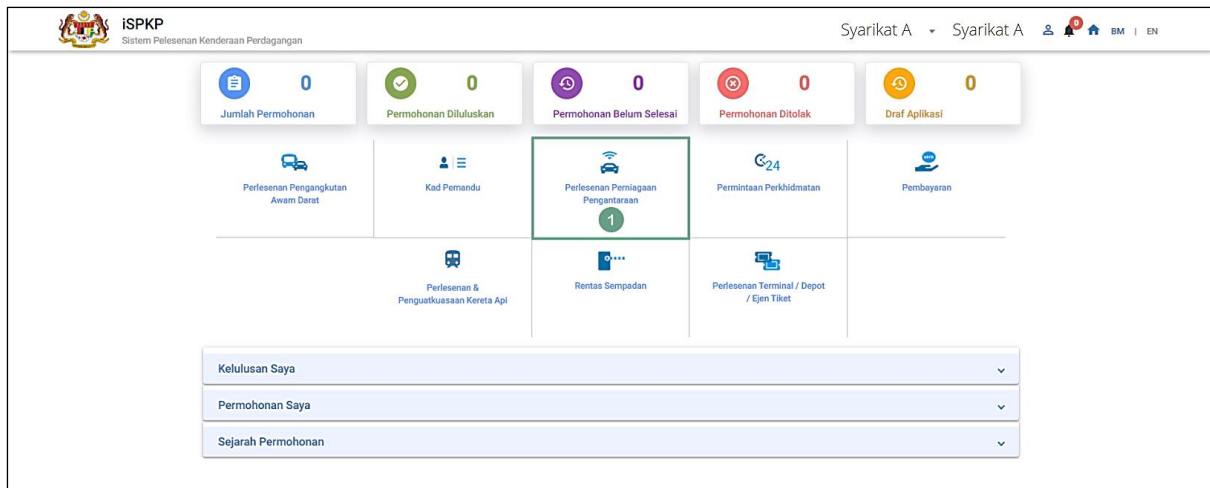 iSPKP
Sistem Pelesenan Kenderaan Perdagangan
Syarikat A Syarikat A 0 BM | EN
0 0 0 0 0
Jumlah Permohonan Permohonan Diluluskan Permohonan Belum Selesai Permohonan Ditolak Draf Aplikasi
24
Perlesenan Pengangkutan
Awam Darat
Kad Pemandu
Perlesenan Perniagaan
Pengantaraan
1
Permintaan Perkhidmatan
Pembayaran
Perlesenan &
Penguatkuasaan Kereta Api
Rentas Sempadan
Perlesenan Terminal / Depot
/ Ejen Tiket
Kelulusan Saya
Permohonan Saya
Sejarah Permohonan